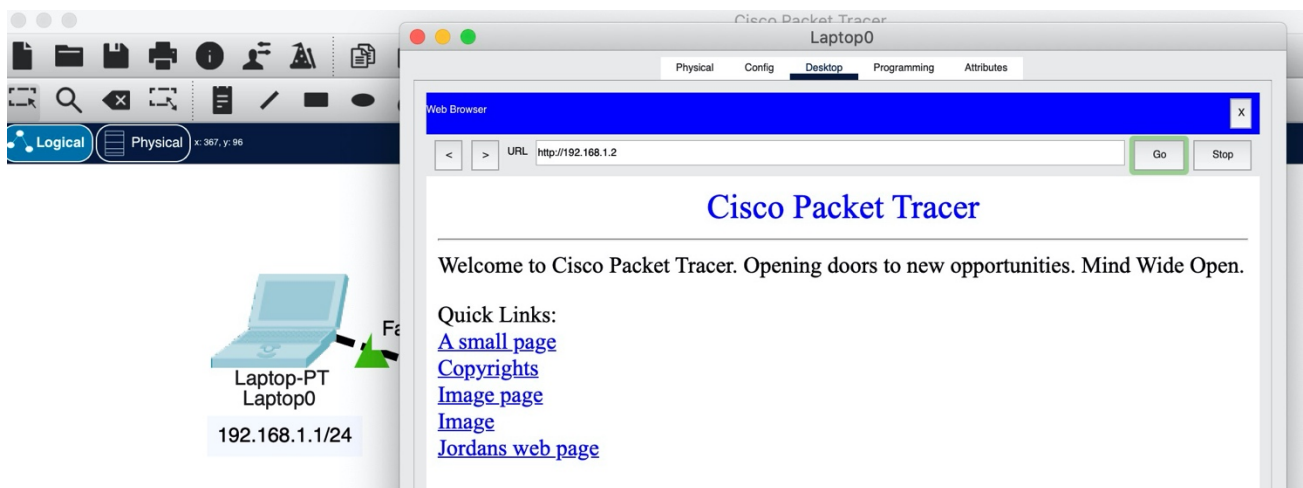 Cisco Packet Tracer
Laptop0
Physical Config Desktop Programming Attributes
Web Browser
X
Logical Physical x: 367, y: 96
< > URL http://192.168.1.2 Go Stop
Cisco Packet Tracer
Welcome to Cisco Packet Tracer. Opening doors to new opportunities. Mind Wide Open.
Quick Links:
A small page
Copyrights
Image page
Image
Jordans web page
Fa
Laptop-PT
Laptop0
192.168.1.1/24